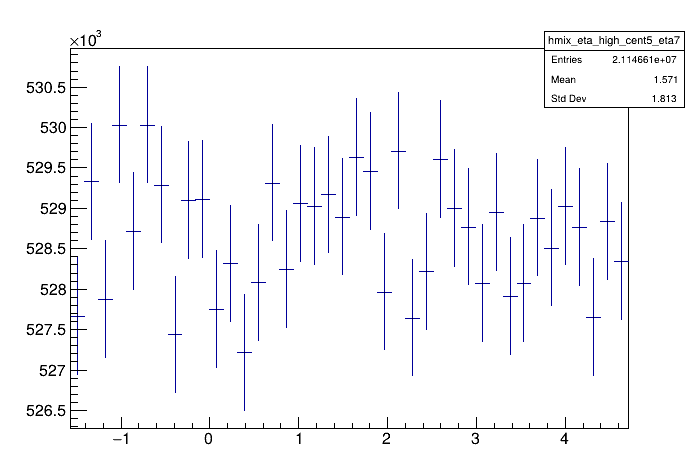 ×10³
hmix_eta_high_cent5_eta7
Entries 2.114661e+07
Mean 1.571
Std Dev 1.813
530.5
530
529.5
529
528.5
528
527.5
527
526.5
−1 0 1 2 3 4